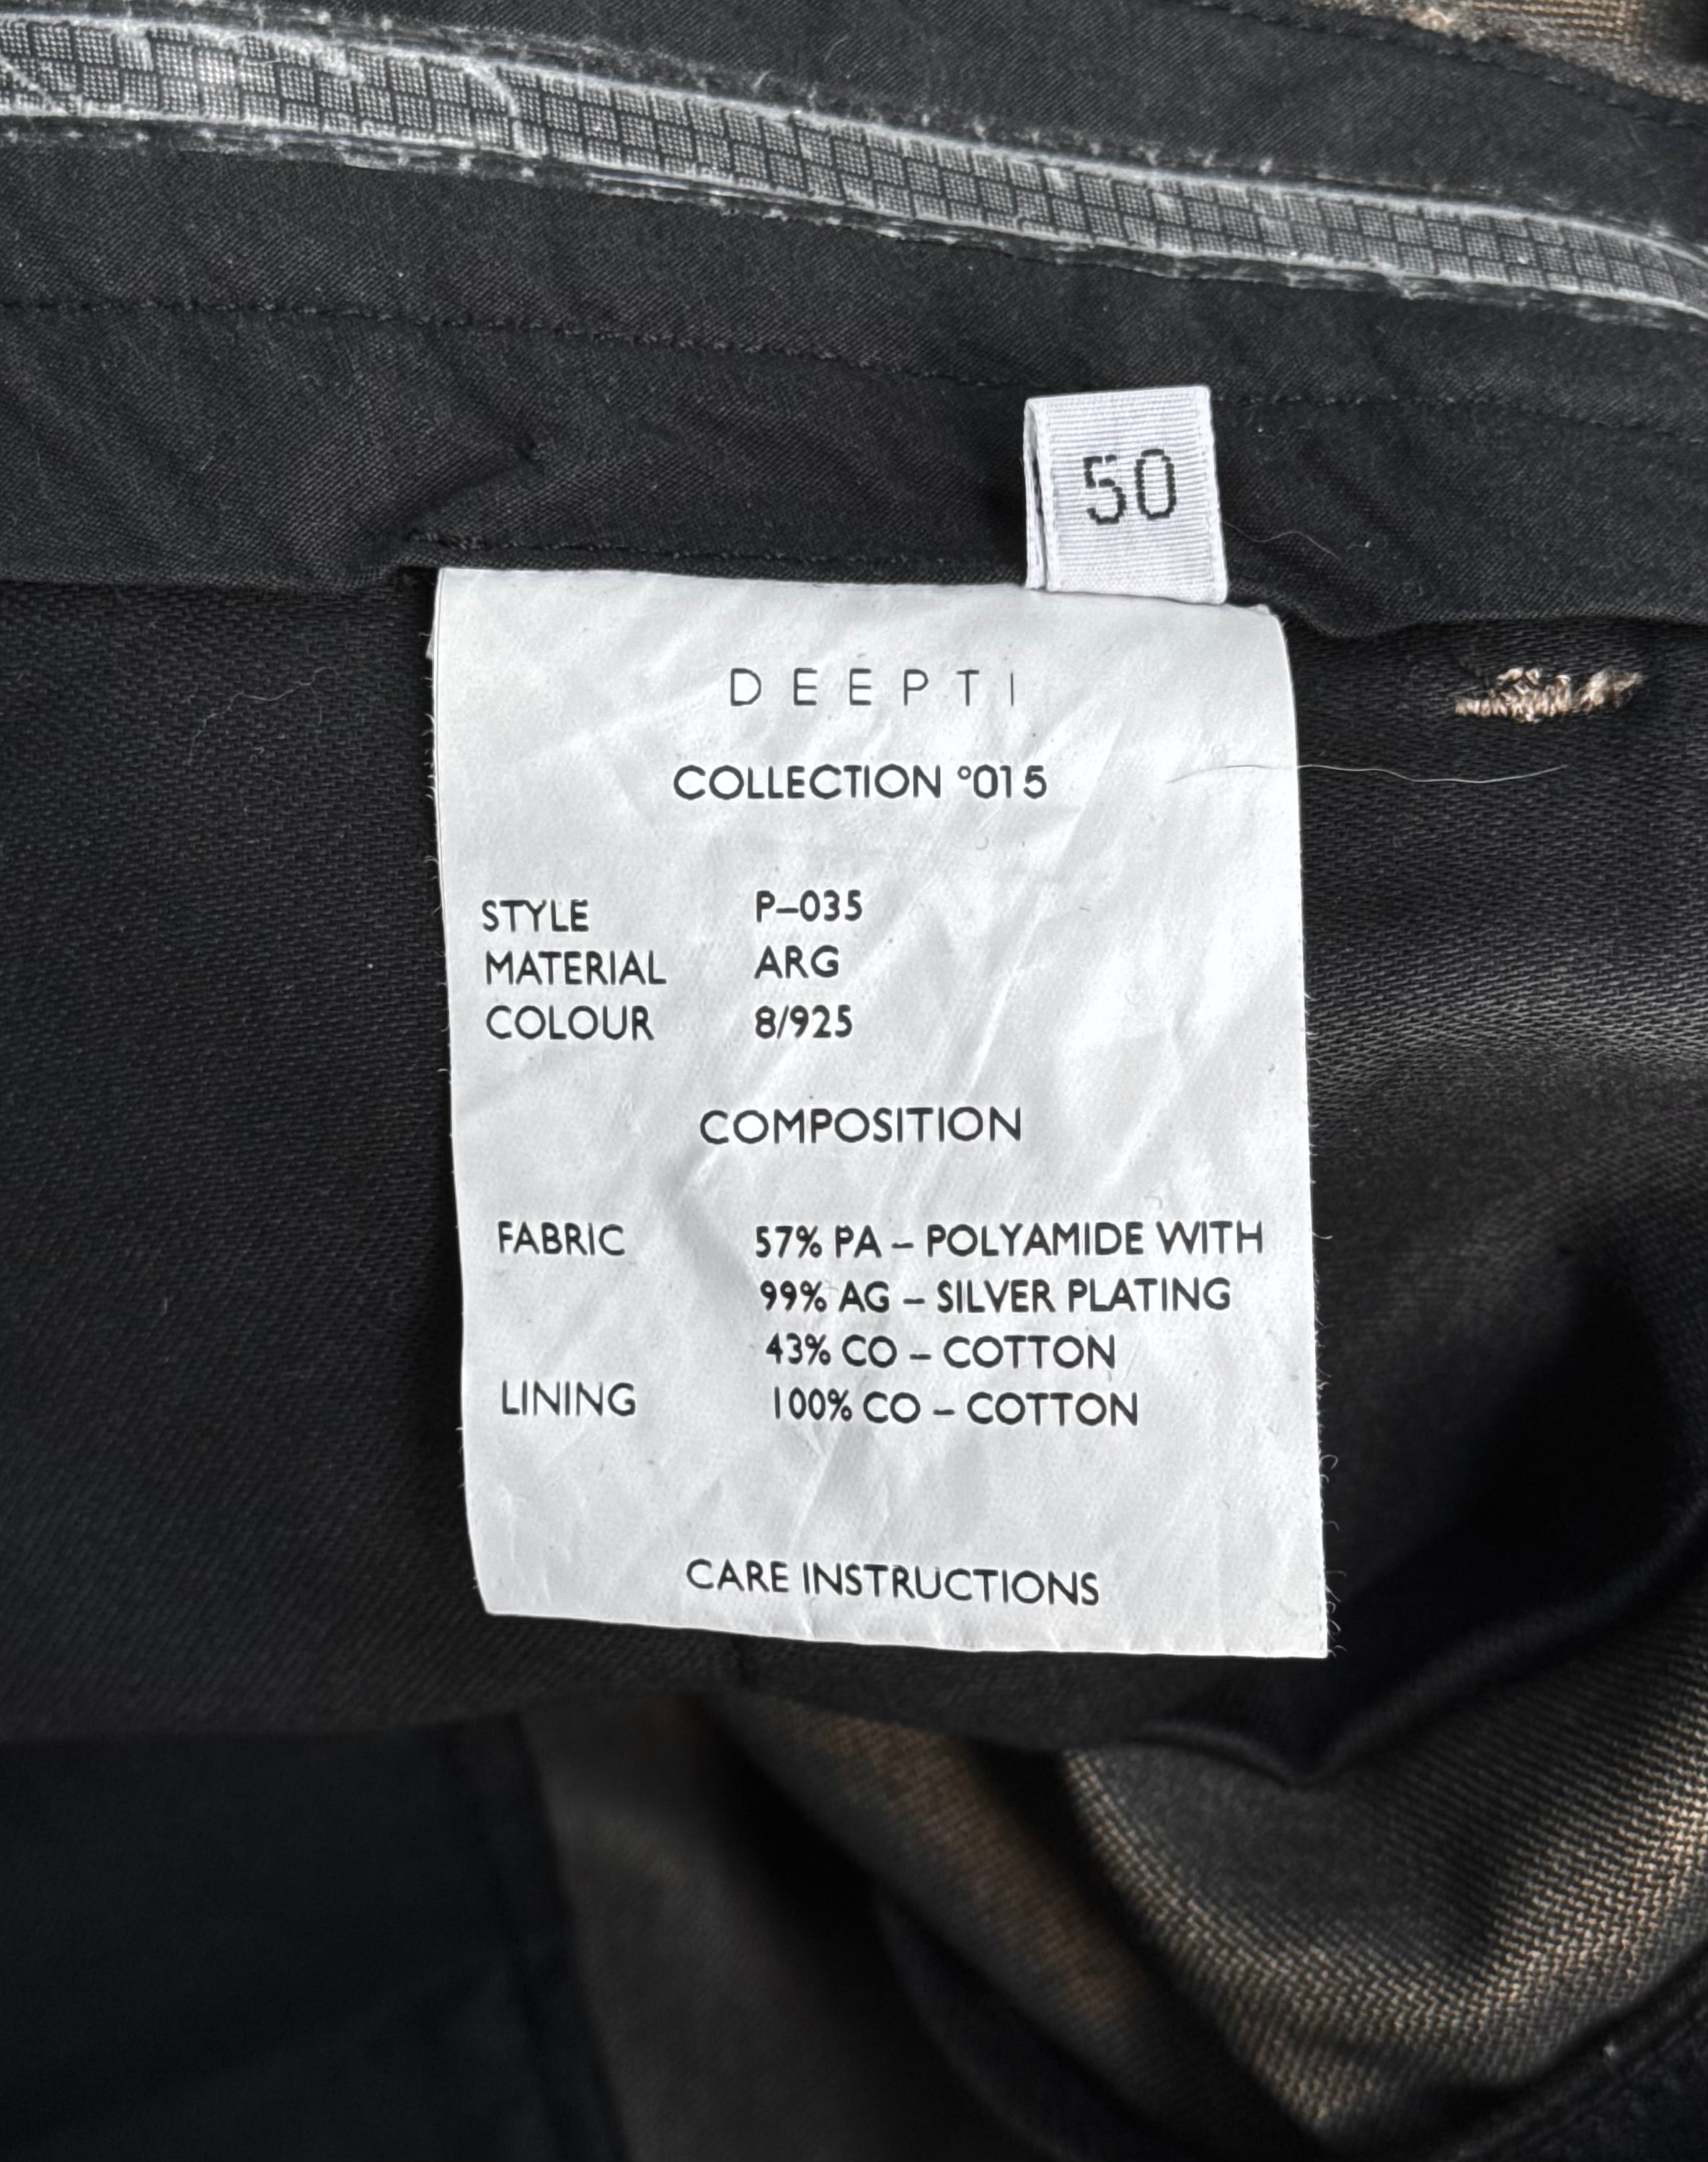 50
DEEPTI
COLLECTION °015
STYLE P–035
MATERIAL ARG
COLOUR 8/925
COMPOSITION
FABRIC 57% PA – POLYAMIDE WITH
99% AG – SILVER PLATING
43% CO – COTTON
LINING 100% CO – COTTON
CARE INSTRUCTIONS